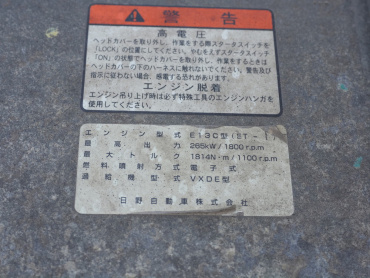 警告
高電圧
ヘッドカバーを取り外し、作業をする際スタータスイッチを
「LOCK」の位置にしてください。やむをえずスタータスイッチ
「ON」の状態でヘッドカバーを取り外し、作業をするときは
ヘッドカバーの下のハーネスに触れないでください。警告及び
指示に従わない場合、感電する恐れがあります。
エンジン脱着
エンジン吊り上げ時は必ず特殊工具のエンジンハンガを
使用してください。
エンジン型式 E13C型(ET-I)
最高出力 265kW/1800r.pm
最大トルク 1814N・m/1100r.pm
燃料噴射方式 電子式
過給機型式 VXDE型
日野自動車株式会社